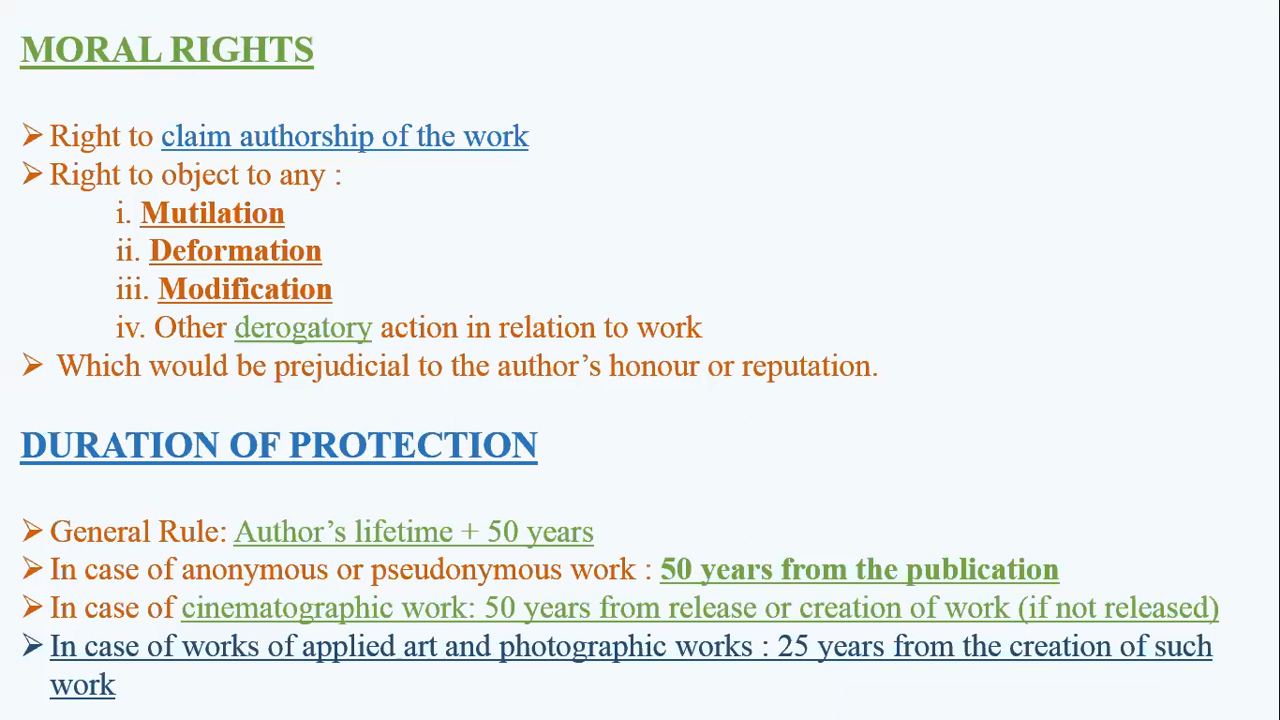 MORAL RIGHTS
➢ Right to claim authorship of the work
➢ Right to object to any :
i. Mutilation
ii. Deformation
iii. Modification
iv. Other derogatory action in relation to work
➢ Which would be prejudicial to the author’s honour or reputation.
DURATION OF PROTECTION
➢ General Rule: Author’s lifetime + 50 years
➢ In case of anonymous or pseudonymous work : 50 years from the publication
➢ In case of cinematographic work: 50 years from release or creation of work (if not released)
➢ In case of works of applied art and photographic works : 25 years from the creation of such
work